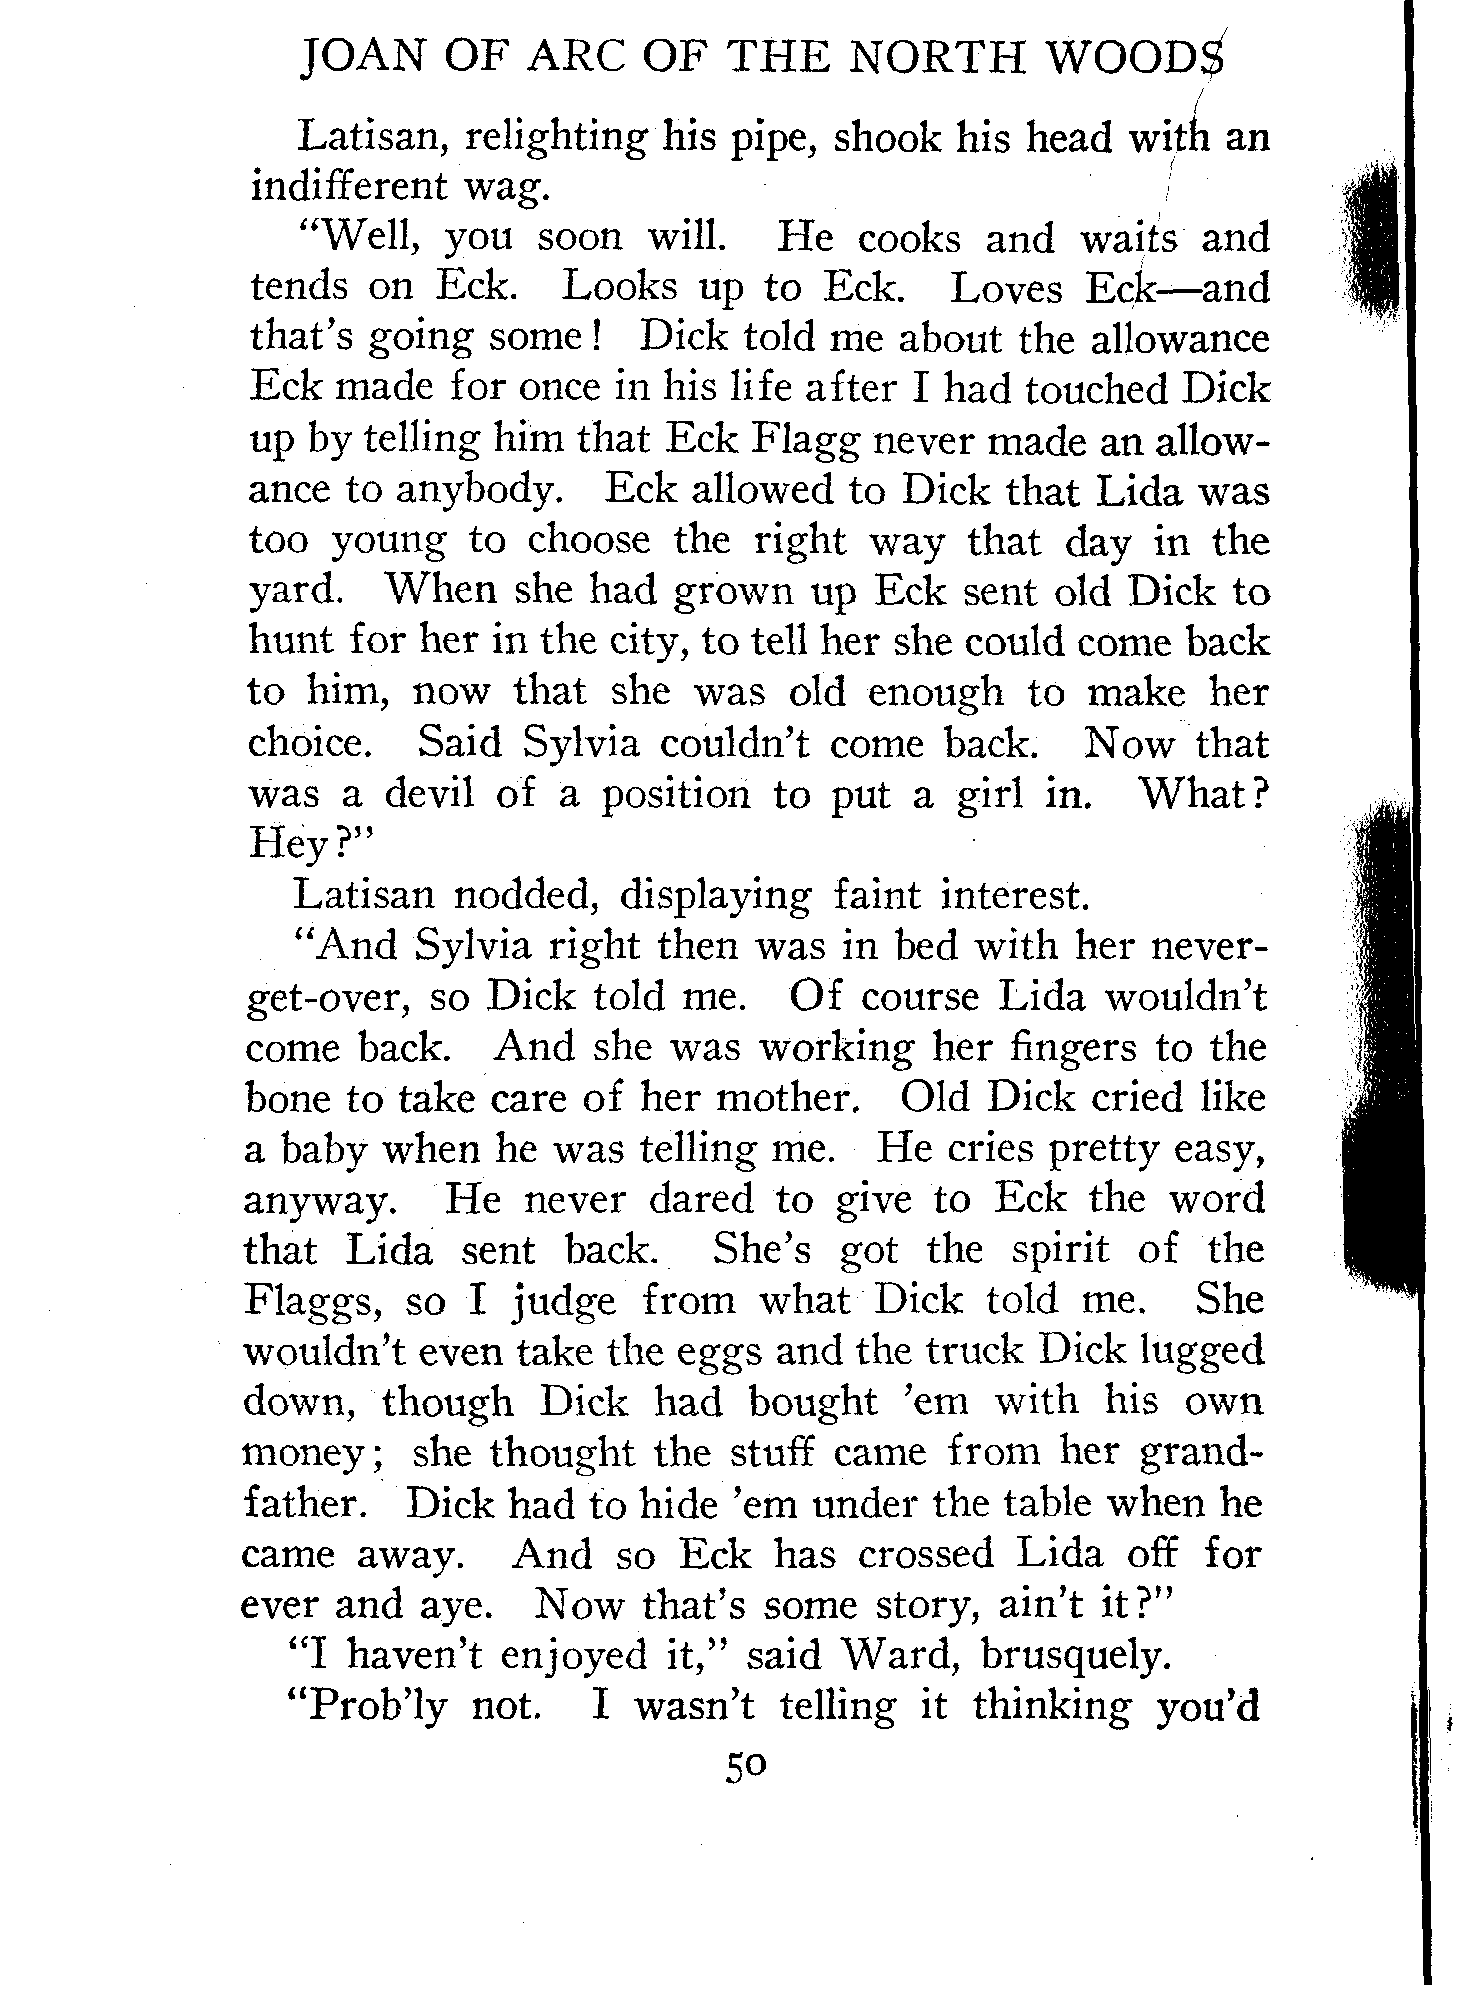 JOAN OF ARC OF THE NORTH WOODS
Latisan, relighting his pipe, shook his head with an
indifferent wag.
"Well, you soon will. He cooks and waits and
tends on Eck. Looks up to Eck. Loves Eck—and
that's going some! Dick told me about the allowance
Eck made for once in his life after I had touched Dick
up by telling him that Eck Flagg never made an allow-
ance to anybody. Eck allowed to Dick that Lida was
too young to choose the right way that day in the
yard. When she had grown up Eck sent old Dick to
hunt for her in the city, to tell her she could come back
to him, now that she was old enough to make her
choice. Said Sylvia couldn't come back. Now that
was a devil of a position to put a girl in. What?
Hey?"
Latisan nodded, displaying faint interest.
"And Sylvia right then was in bed with her never-
get-over, so Dick told me. Of course Lida wouldn't
come back. And she was working her fingers to the
bone to take care of her mother. Old Dick cried like
a baby when he was telling me. He cries pretty easy,
anyway. He never dared to give to Eck the word
that Lida sent back. She's got the spirit of the
Flaggs, so I judge from what Dick told me. She
wouldn't even take the eggs and the truck Dick lugged
down, though Dick had bought 'em with his own
money; she thought the stuff came from her grand-
father. Dick had to hide 'em under the table when he
came away. And so Eck has crossed Lida off for
ever and aye. Now that's some story, ain't it?"
"I haven't enjoyed it," said Ward, brusquely.
"Prob'ly not. I wasn't telling it thinking you'd
50